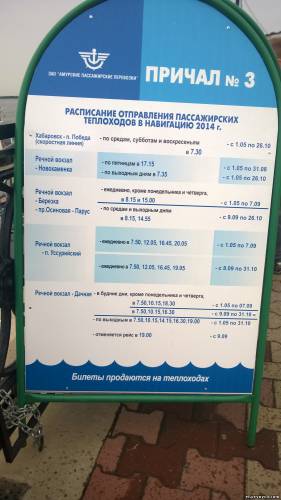 ЗАО "АМУРСКИЕ ПАССАЖИРСКИЕ ПЕРЕВОЗКИ"
ПРИЧАЛ № 3
РАСПИСАНИЕ ОТПРАВЛЕНИЯ ПАССАЖИРСКИХ
ТЕПЛОХОДОВ В НАВИГАЦИЮ 2014 г.
Хабаровск - п. Победа - по средам, субботам и воскресеньям - с 1.05 по 26.10
(скоростная линия) в 7.30
Речной вокзал - по пятницам в 17.15 - с 1.05 по 31.08
- Новокаменка - по выходным дням в 7.35 - с 1.05 по 26.10
Речной вокзал - ежедневно, кроме понедельника и четверга,
- Березка в 8.15 и 15.00 - с 1.05 по 7.09
- пр.Осиновая - Парус - по средам и выходным дням - с 9.09 по 26.10
в 8.15, 14.55
Речной вокзал - ежедневно в 7.50, 12.05, 16.45, 20.05 - с 1.05 по 7.09
- п. Уссурийский
- ежедневно в 7.50, 12.05, 16.45, 19.05 - с 8.09 по 31.10
Речной вокзал - Дачная - в будние дни, кроме понедельника и четверга,
в 7.50,10.15,18.30 - с 1.05 по 07.09
в 7.50,10.15,16.30 - с 9.09 по 31.10
- по выходным в 7.50,10.15,14.15,16.30,19.00 - с 1.05 по 31.10
- отменяется рейс в 19.00 - с 9.09
Билеты продаются на теплоходах